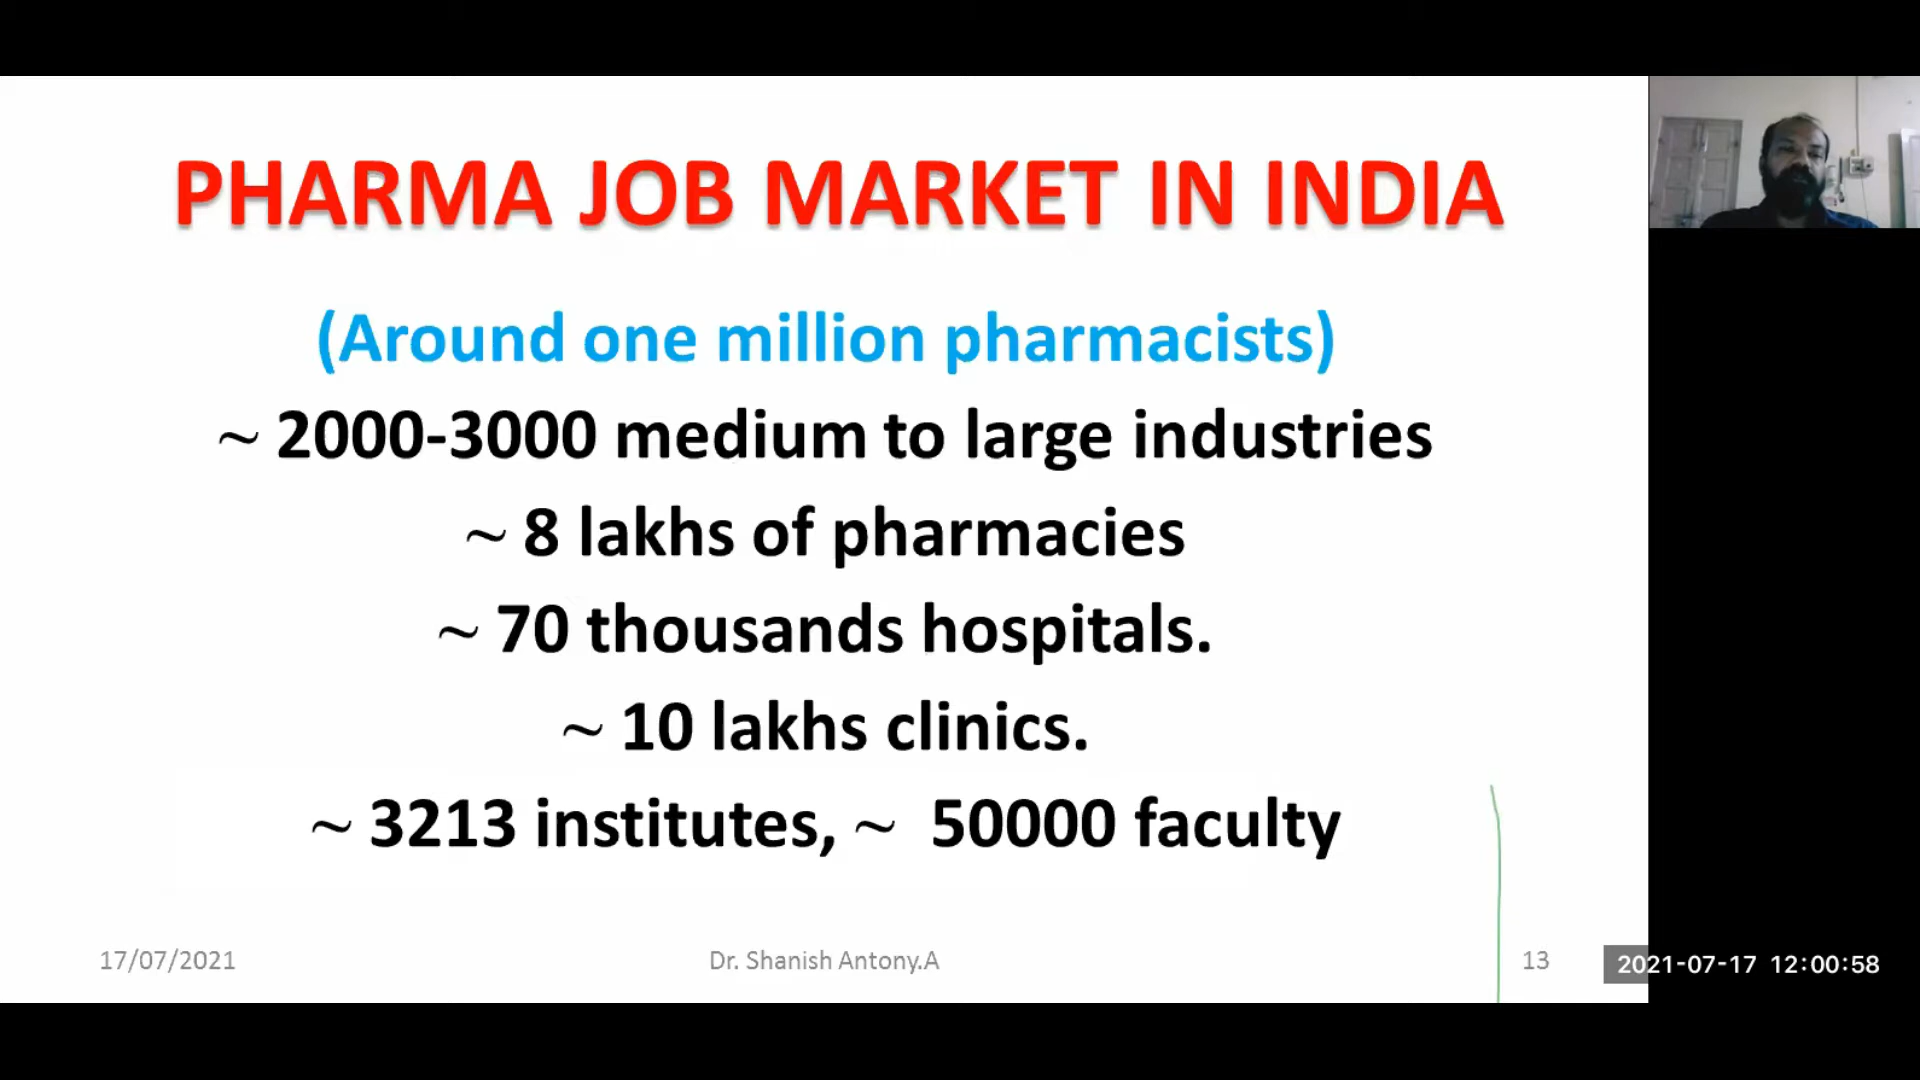 PHARMA JOB MARKET IN INDIA
(Around one million pharmacists)
~ 2000-3000 medium to large industries
~ 8 lakhs of pharmacies
~ 70 thousands hospitals.
~ 10 lakhs clinics.
~ 3213 institutes, ~ 50000 faculty
17/07/2021
Dr. Shanish Antony.A
13
2021-07-17 12:00:58